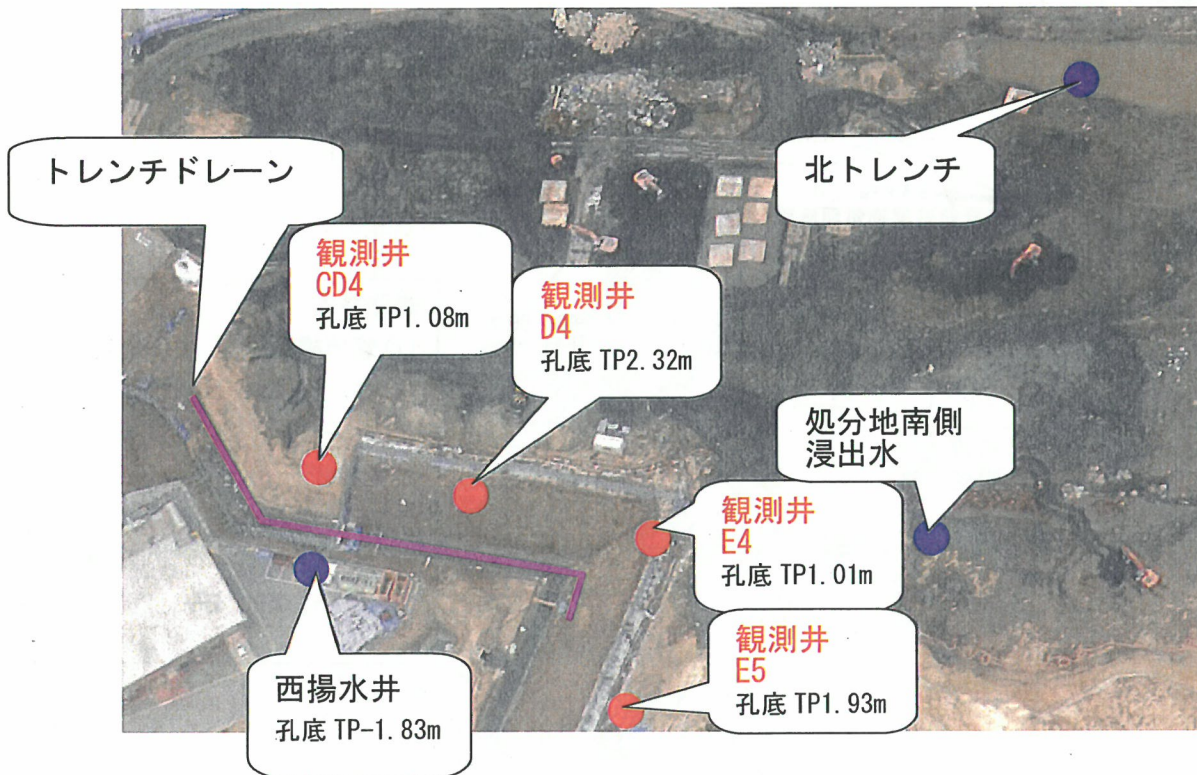 トレンチドレーン
北トレンチ
観測井
CD4
孔底 TP1.08m
観測井
D4
孔底 TP2.32m
処分地南側
浸出水
観測井
E4
孔底 TP1.01m
観測井
E5
孔底 TP1.93m
西揚水井
孔底 TP-1.83m